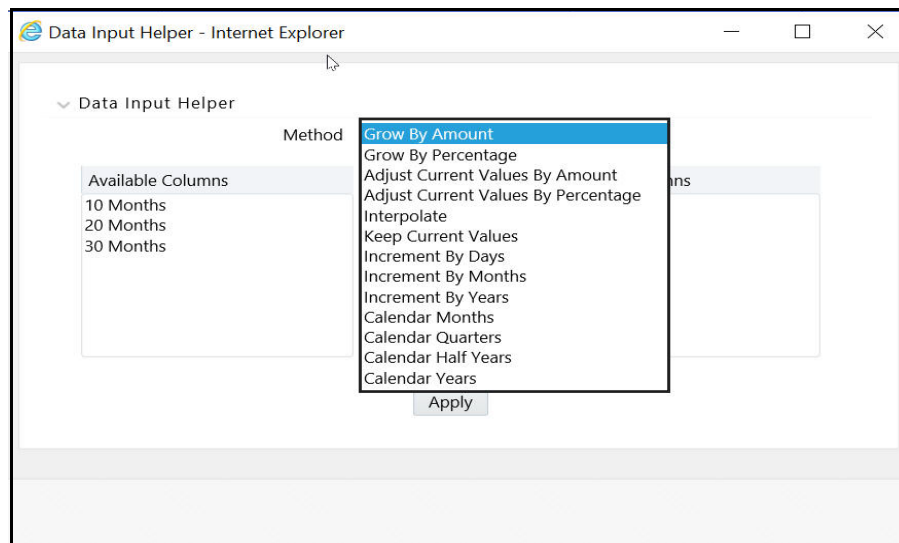 Data Input Helper - Internet Explorer
Data Input Helper
Method
Grow By Amount
Grow By Percentage
Adjust Current Values By Amount
Adjust Current Values By Percentage
Interpolate
Keep Current Values
Increment By Days
Increment By Months
Increment By Years
Calendar Months
Calendar Quarters
Calendar Half Years
Calendar Years
Available Columns
10 Months
20 Months
30 Months
Apply